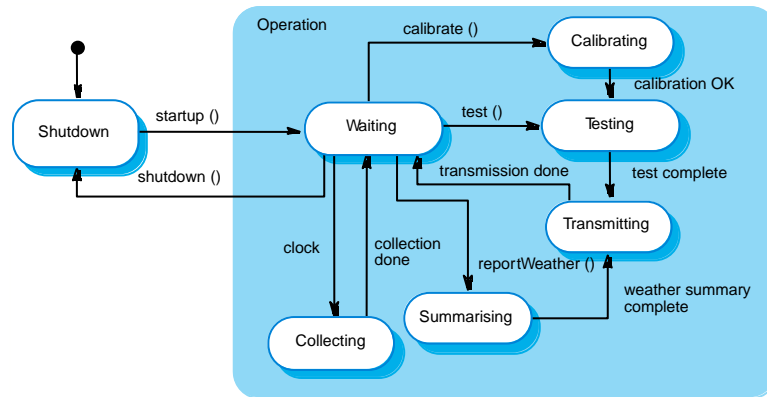 Operation
calibrate ()
Calibrating
calibration OK
Shutdown
startup ()
Waiting
test ()
Testing
shutdown ()
transmission done
test complete
Transmitting
clock
collection
done
reportWeather ()
weather summary
complete
Collecting
Summarising